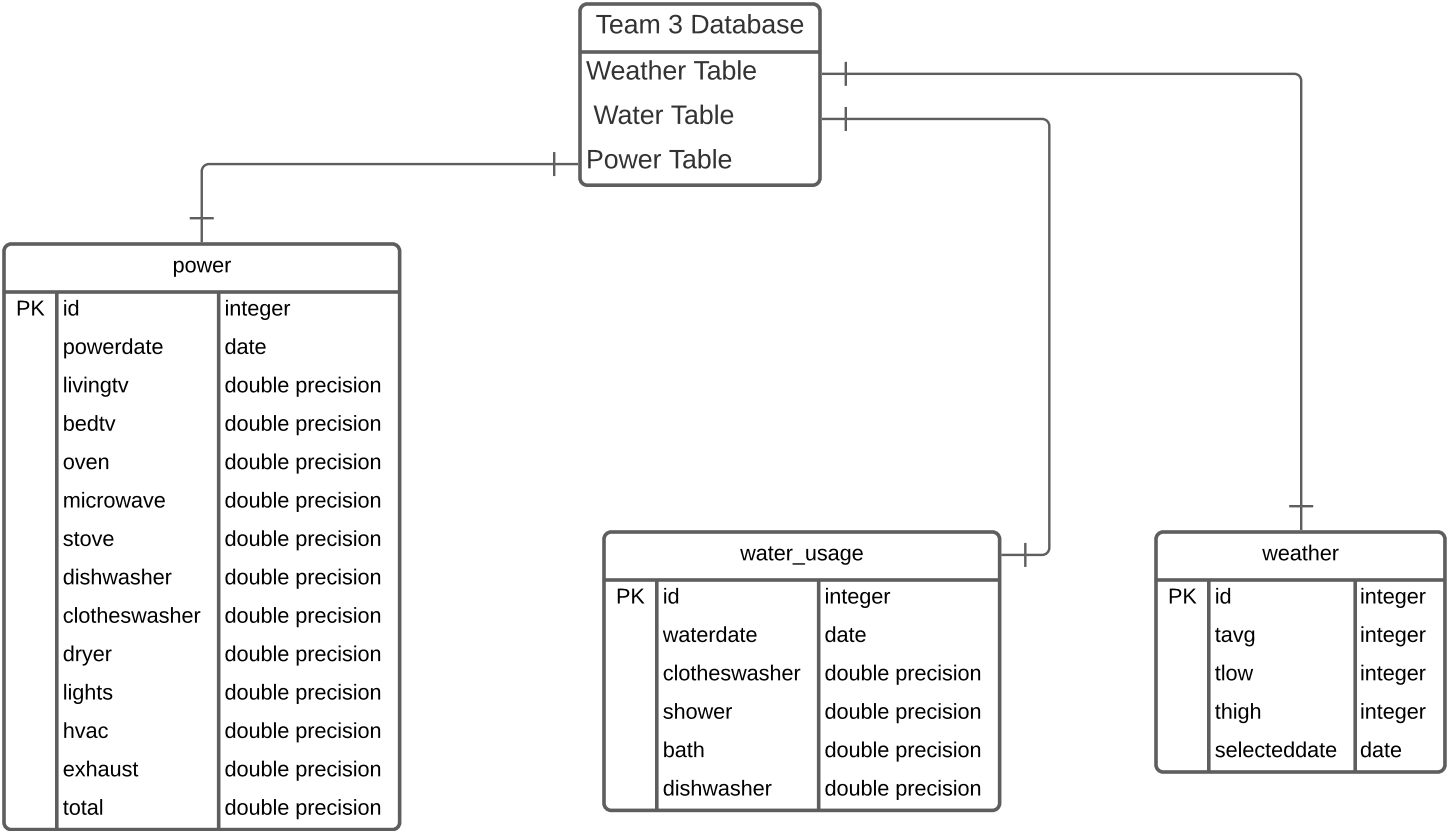 Team 3 Database
Weather Table
Water Table
Power Table
power
PK id integer
powerdate date
livingtv double precision
bedtv double precision
oven double precision
microwave double precision
stove double precision
dishwasher double precision
clotheswasher double precision
dryer double precision
lights double precision
hvac double precision
exhaust double precision
total double precision
water_usage
PK id integer
waterdate date
clotheswasher double precision
shower double precision
bath double precision
dishwasher double precision
weather
PK id integer
tavg integer
tlow integer
thigh integer
selecteddate date